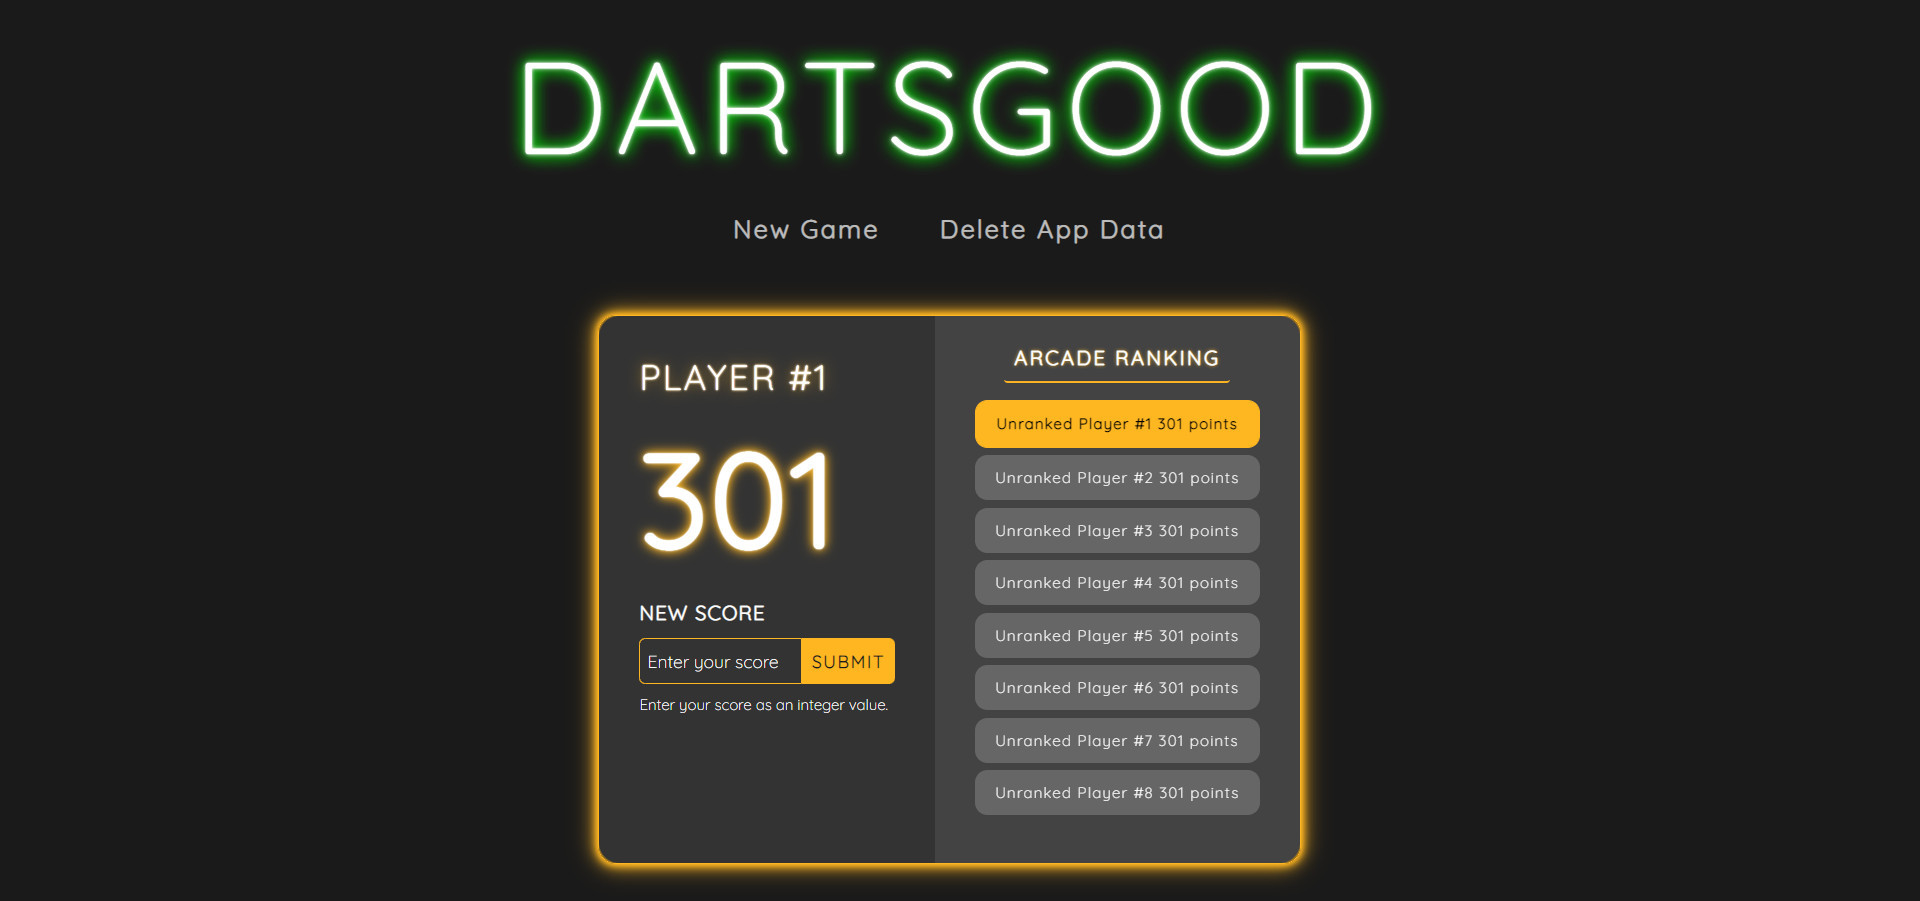 DARTSGOOD
New Game Delete App Data
PLAYER #1
301
NEW SCORE
Enter your score SUBMIT
Enter your score as an integer value.
ARCADE RANKING
Unranked Player #1 301 points
Unranked Player #2 301 points
Unranked Player #3 301 points
Unranked Player #4 301 points
Unranked Player #5 301 points
Unranked Player #6 301 points
Unranked Player #7 301 points
Unranked Player #8 301 points